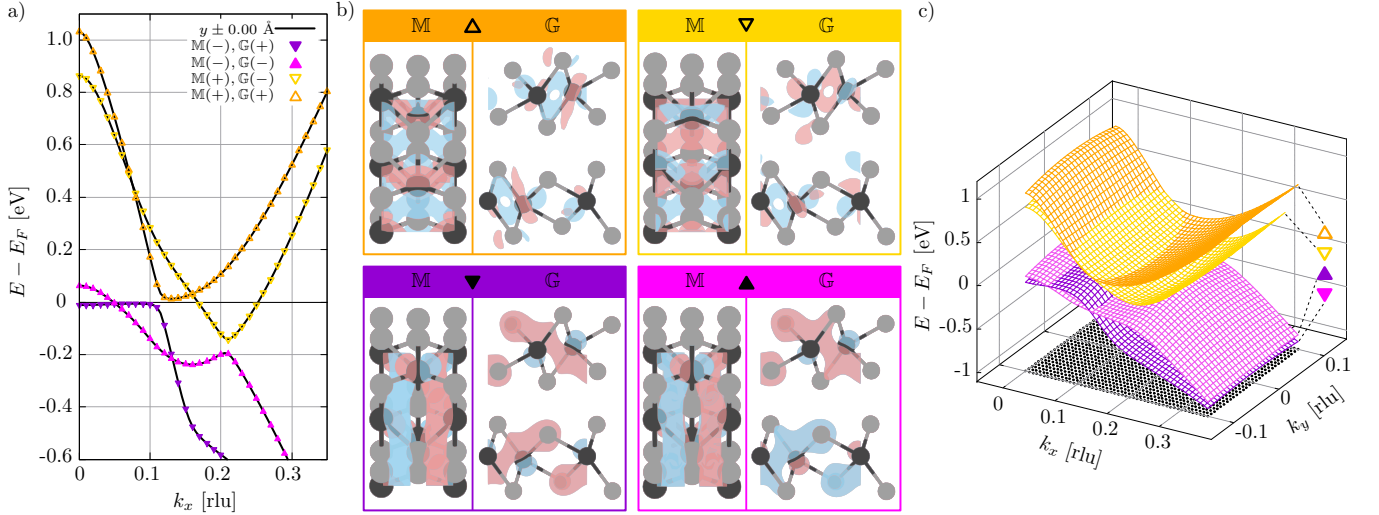 a)
y ± 0.00 Å
𝕄(−), 𝔾(+)
𝕄(−), 𝔾(−)
𝕄(+), 𝔾(−)
𝕄(+), 𝔾(+)
1.0
0.8
0.6
0.4
0.2
0
-0.2
-0.4
-0.6
E − E_F [eV]
0
0.1
0.2
0.3
k_x [rlu]
b)
𝕄 𝔾
𝕄 𝔾
𝕄 𝔾
𝕄 𝔾
c)
1
0.5
0
-0.5
-1
E − E_F [eV]
0
0.1
0.2
0.3
k_x [rlu]
-0.1
0
0.1
k_y [rlu]